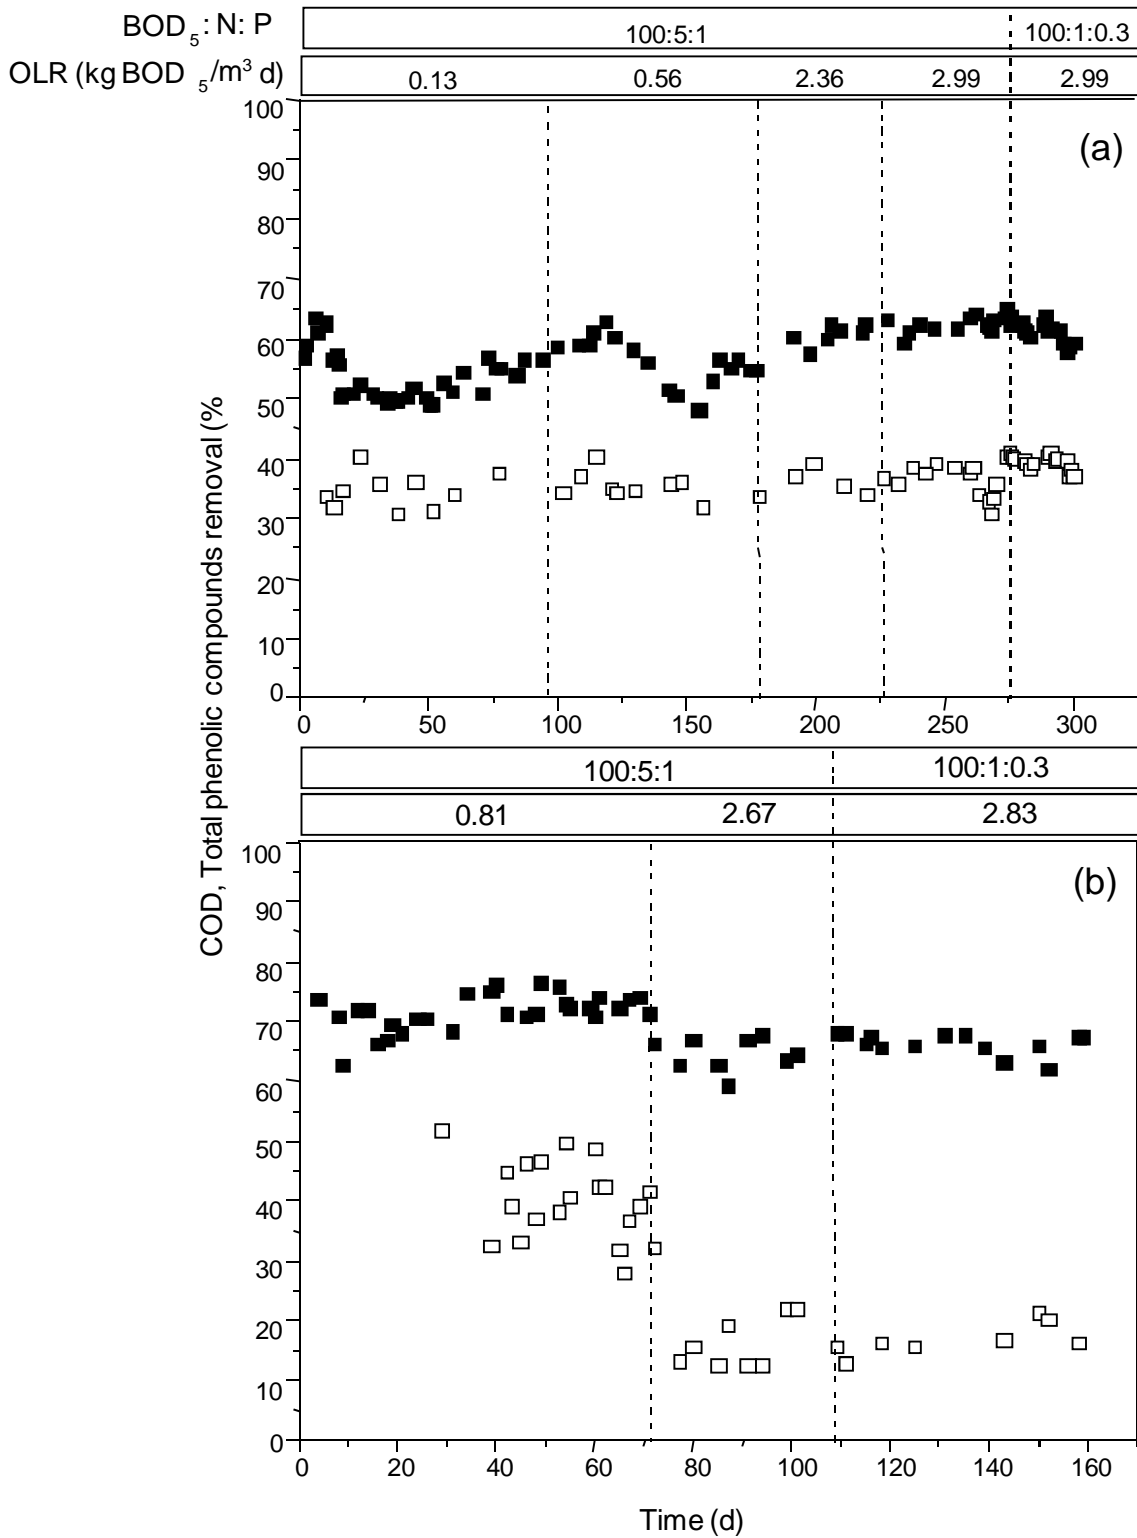 BOD5: N: P 100:5:1 100:1:0.3
OLR (kg BOD 5/m³ d) 0.13 0.56 2.36 2.99 2.99
(a)
100
90
80
70
60
50
40
30
20
10
0
0 50 100 150 200 250 300
100:5:1 100:1:0.3
0.81 2.67 2.83
(b)
100
90
80
70
60
50
40
30
20
10
0
0 20 40 60 80 100 120 140 160
COD, Total phenolic compounds removal (%
Time (d)